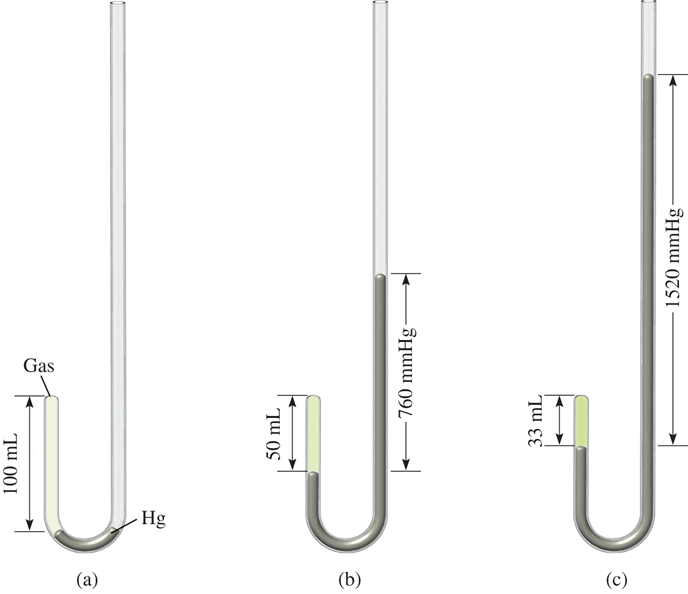 Gas
100 mL
Hg
(a)
50 mL
760 mmHg
(b)
33 mL
1520 mmHg
(c)